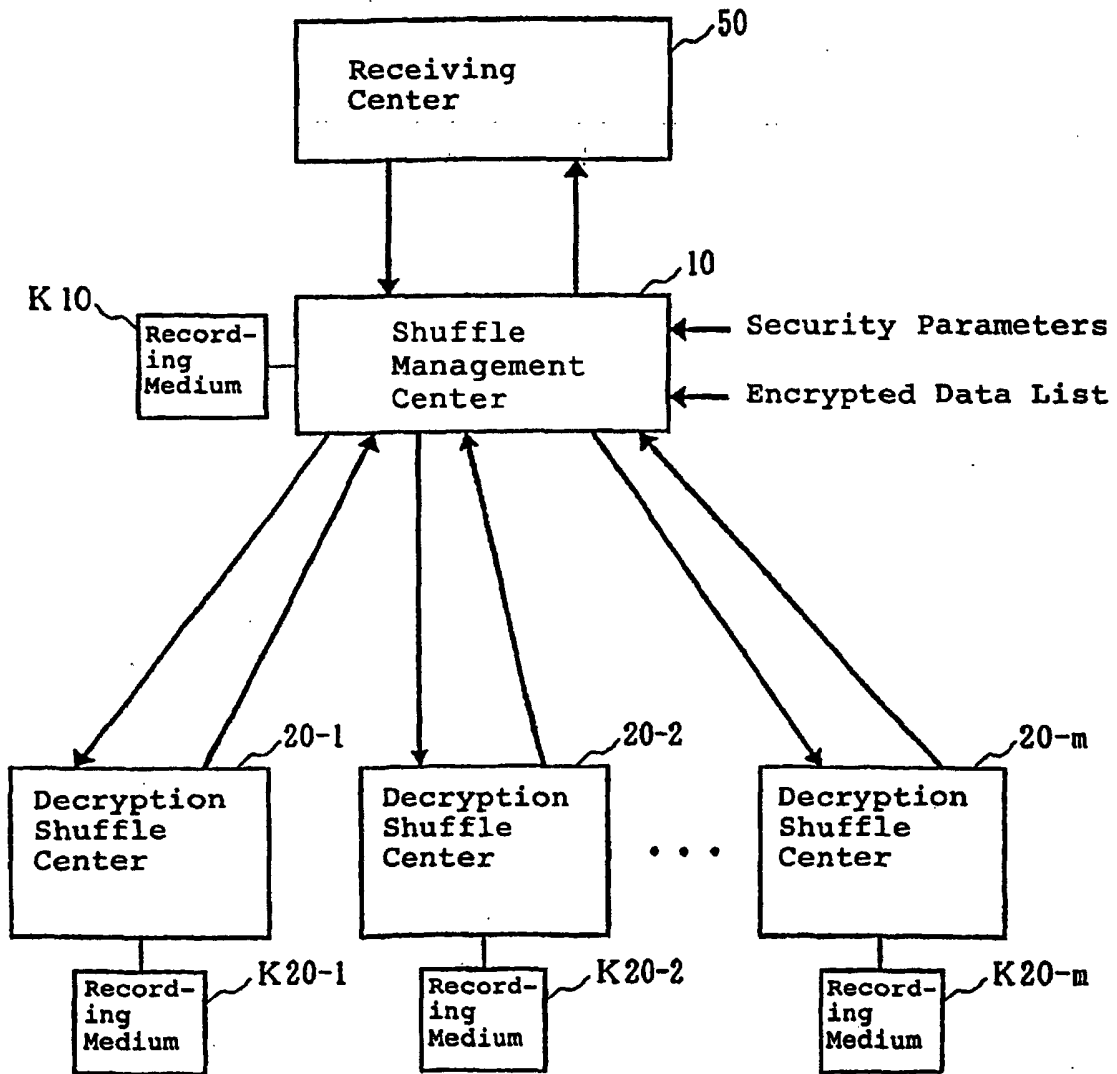 50
Receiving
Center
10
K 10
Record-
ing
Medium
Shuffle
Management
Center
Security Parameters
Encrypted Data List
20-1
20-2
20-m
Decryption
Shuffle
Center
Decryption
Shuffle
Center
• • •
Decryption
Shuffle
Center
K20-1
K20-2
K20-m
Record-
ing
Medium
Record-
ing
Medium
Record-
ing
Medium